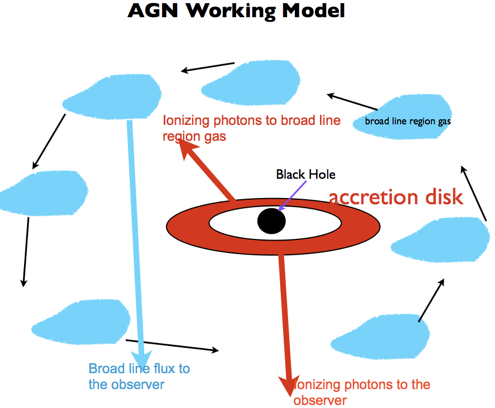 AGN Working Model
Ionizing photons to broad line
region gas
broad line region gas
Black Hole
accretion disk
Broad line flux to
the observer
Ionizing photons to the
observer